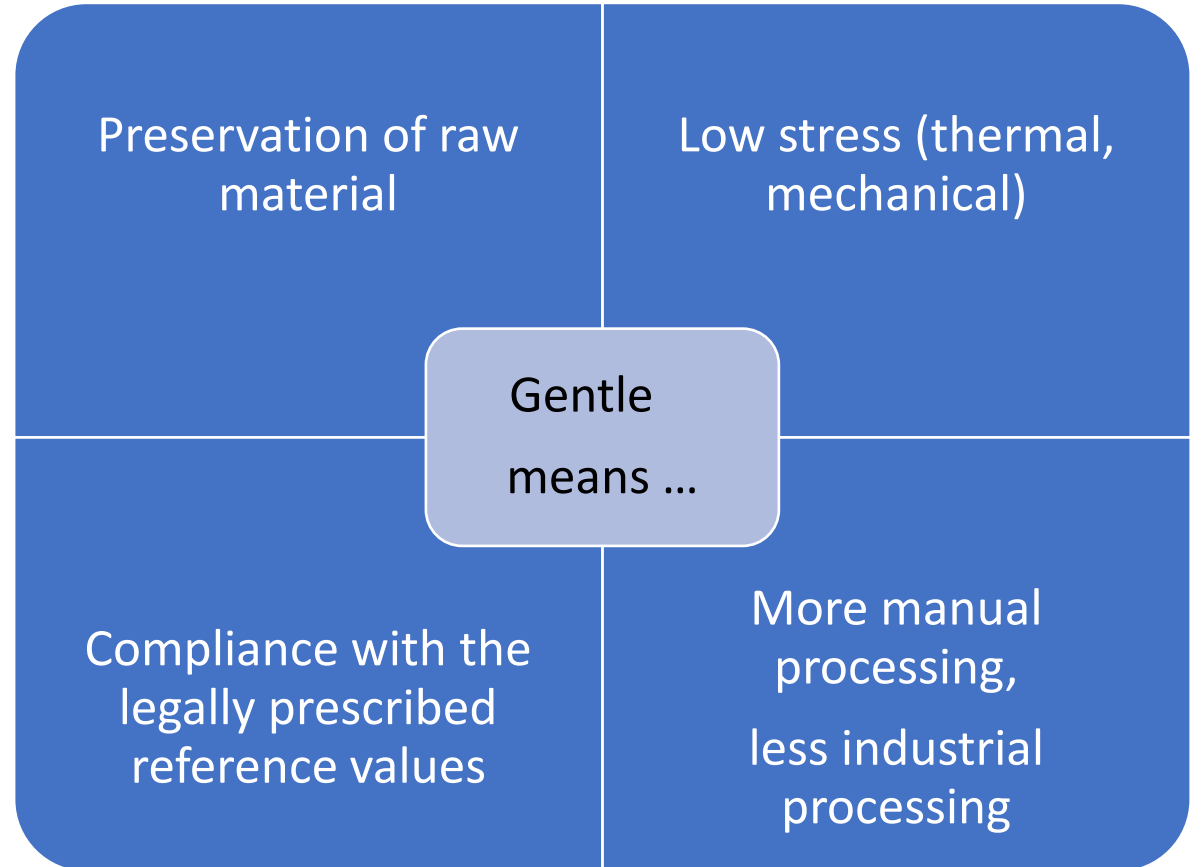 Preservation of raw
material
Low stress (thermal,
mechanical)
Gentle
means ...
Compliance with the
legally prescribed
reference values
More manual
processing,
less industrial
processing